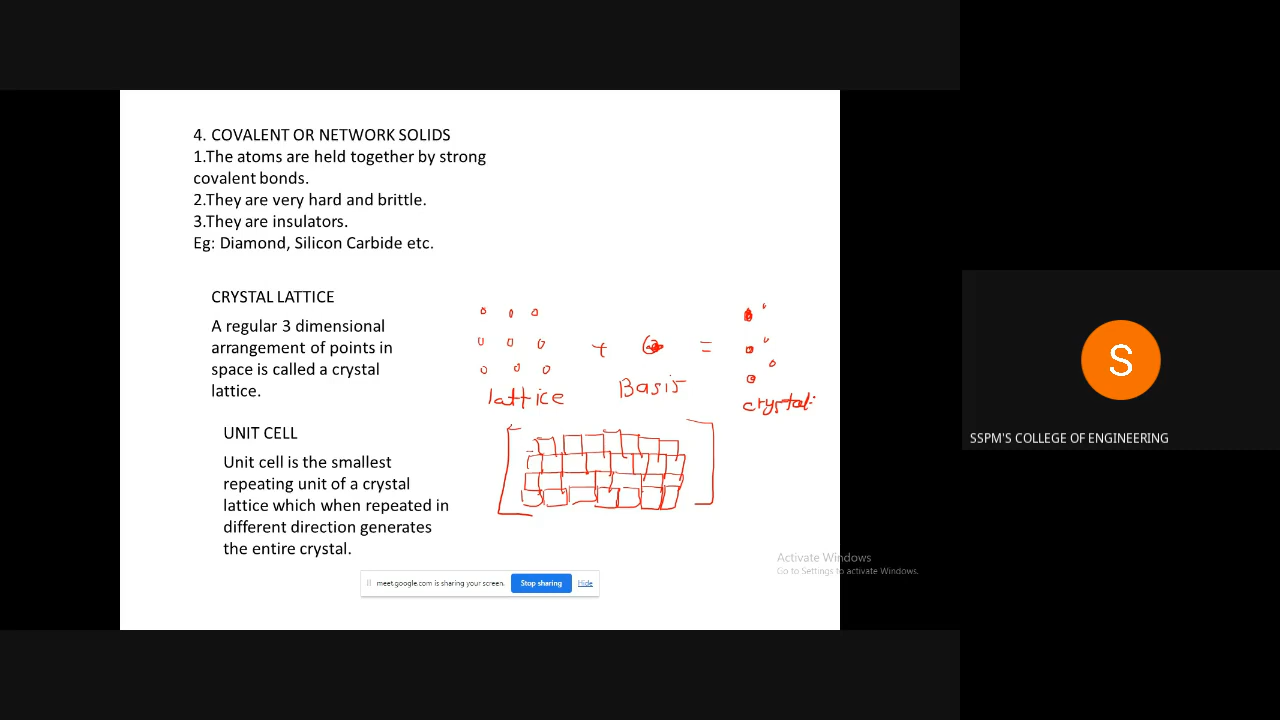 4. COVALENT OR NETWORK SOLIDS
1.The atoms are held together by strong
covalent bonds.
2.They are very hard and brittle.
3.They are insulators.
Eg: Diamond, Silicon Carbide etc.
CRYSTAL LATTICE
A regular 3 dimensional
arrangement of points in
space is called a crystal
lattice.
+ =
lattice Basis crystal
UNIT CELL
Unit cell is the smallest
repeating unit of a crystal
lattice which when repeated in
different direction generates
the entire crystal.
meet.google.com is sharing your screen. Stop sharing Hide
Activate Windows
Go to Settings to activate Windows.
S
SSPM'S COLLEGE OF ENGINEERING